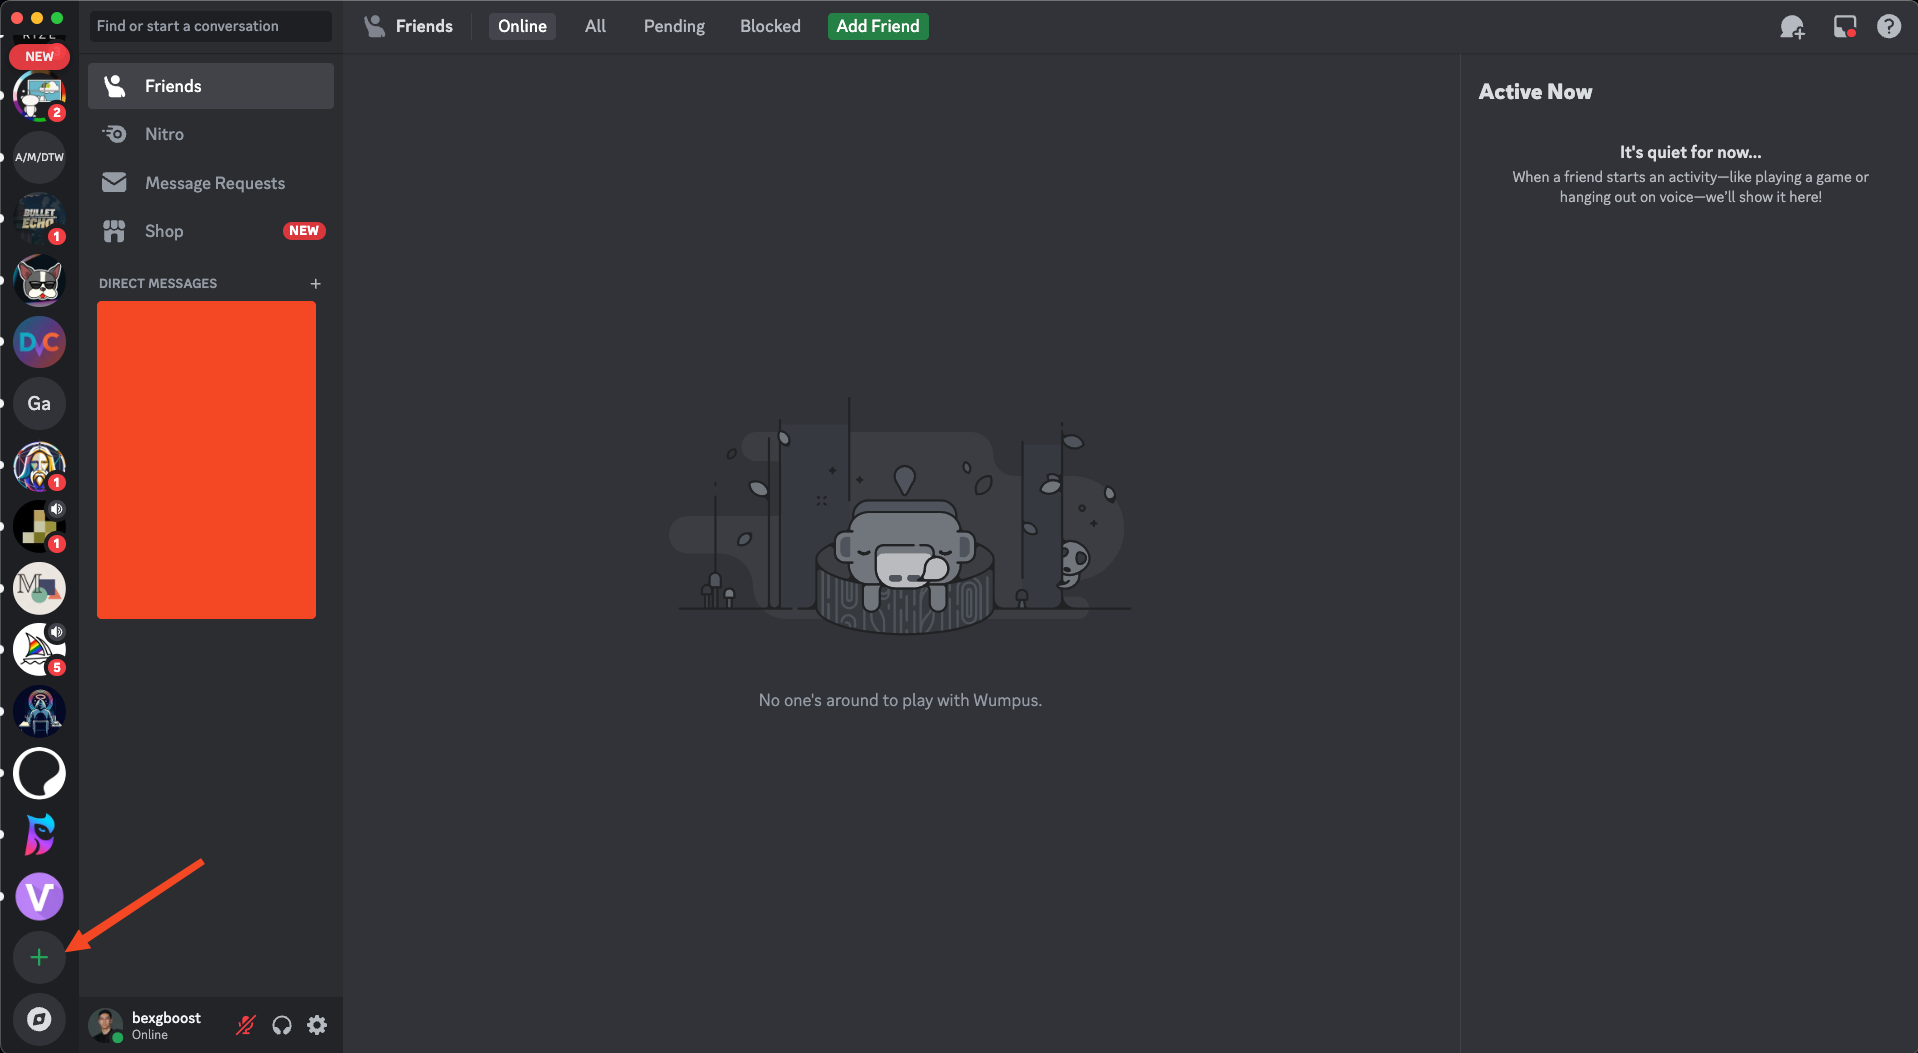 Find or start a conversation
Friends
Online
All
Pending
Blocked
Add Friend
NEW
2
A/M/DTW
BULLET
ECHO
1
DVC
Ga
1
1
M
5
V
Friends
Nitro
Message Requests
Shop
NEW
DIRECT MESSAGES
bexgboost
Online
No one's around to play with Wumpus.
Active Now
It's quiet for now...
When a friend starts an activity—like playing a game or
hanging out on voice—we'll show it here!